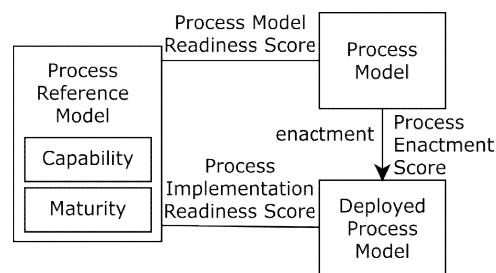 Process Model
Readiness Score
Process
Reference
Model
Capability
Maturity
Process
Model
enactment
Process
Enactment
Score
Process
Implementation
Readiness Score
Deployed
Process
Model